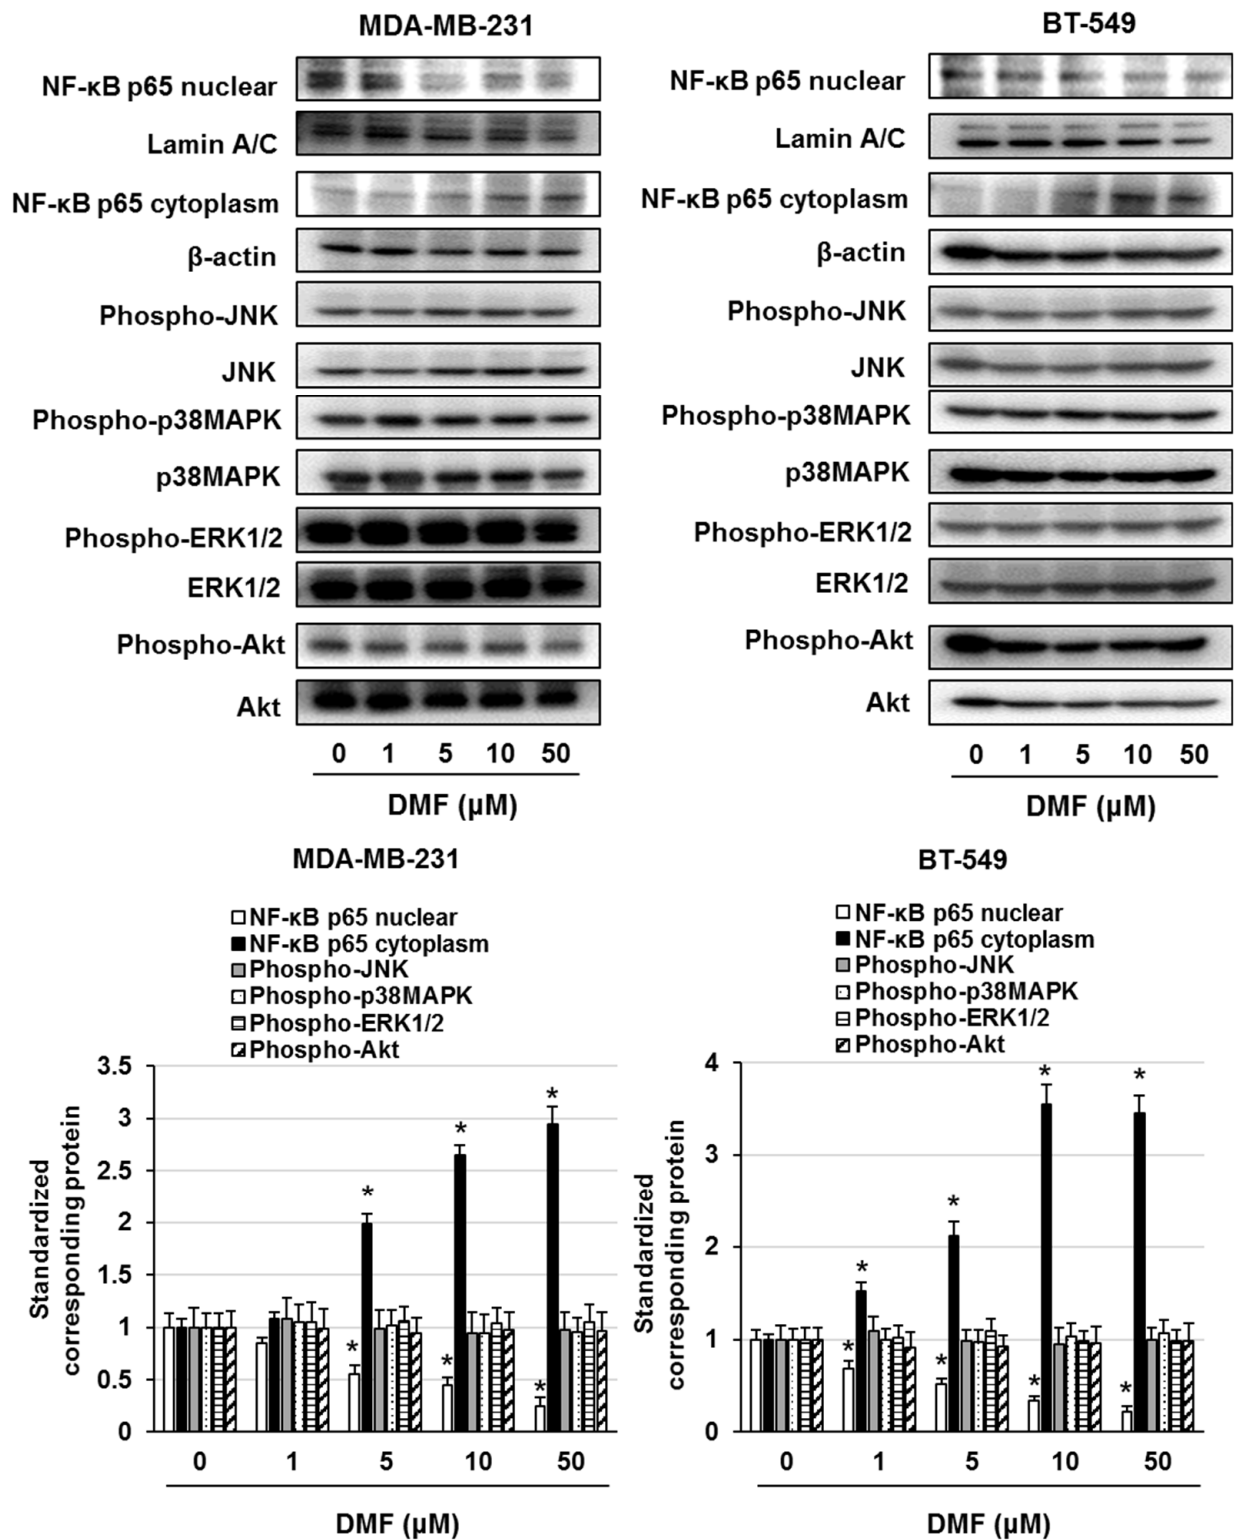 MDA-MB-231
NF-κB p65 nuclear
Lamin A/C
NF-κB p65 cytoplasm
β-actin
Phospho-JNK
JNK
Phospho-p38MAPK
p38MAPK
Phospho-ERK1/2
ERK1/2
Phospho-Akt
Akt
0 1 5 10 50
DMF (µM)
BT-549
NF-κB p65 nuclear
Lamin A/C
NF-κB p65 cytoplasm
β-actin
Phospho-JNK
JNK
Phospho-p38MAPK
p38MAPK
Phospho-ERK1/2
ERK1/2
Phospho-Akt
Akt
0 1 5 10 50
DMF (µM)
MDA-MB-231
NF-κB p65 nuclear
NF-κB p65 cytoplasm
Phospho-JNK
Phospho-p38MAPK
Phospho-ERK1/2
Phospho-Akt
Standardized
corresponding protein
3.5
3
2.5
2
1.5
1
0.5
0
* * * * * *
0 1 5 10 50
DMF (µM)
BT-549
NF-κB p65 nuclear
NF-κB p65 cytoplasm
Phospho-JNK
Phospho-p38MAPK
Phospho-ERK1/2
Phospho-Akt
Standardized
corresponding protein
4
3
2
1
0
* * * * * * * *
0 1 5 10 50
DMF (µM)